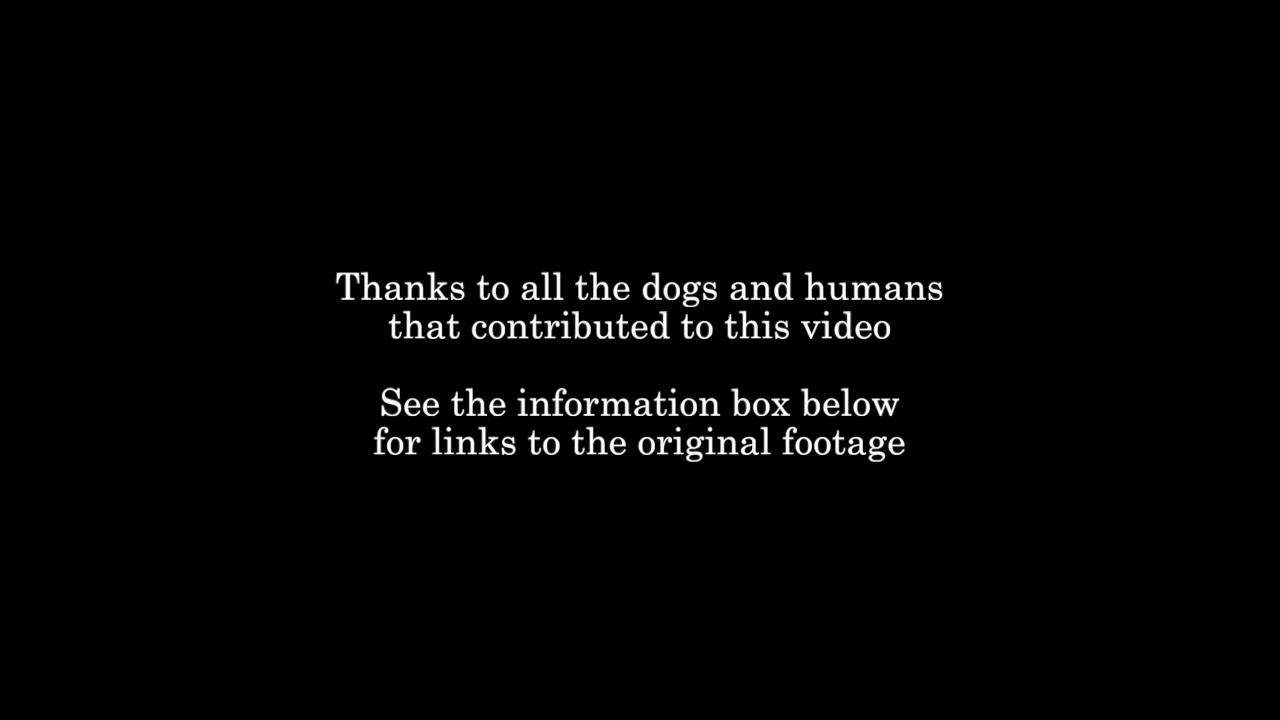 Thanks to all the dogs and humans
that contributed to this video
See the information box below
for links to the original footage